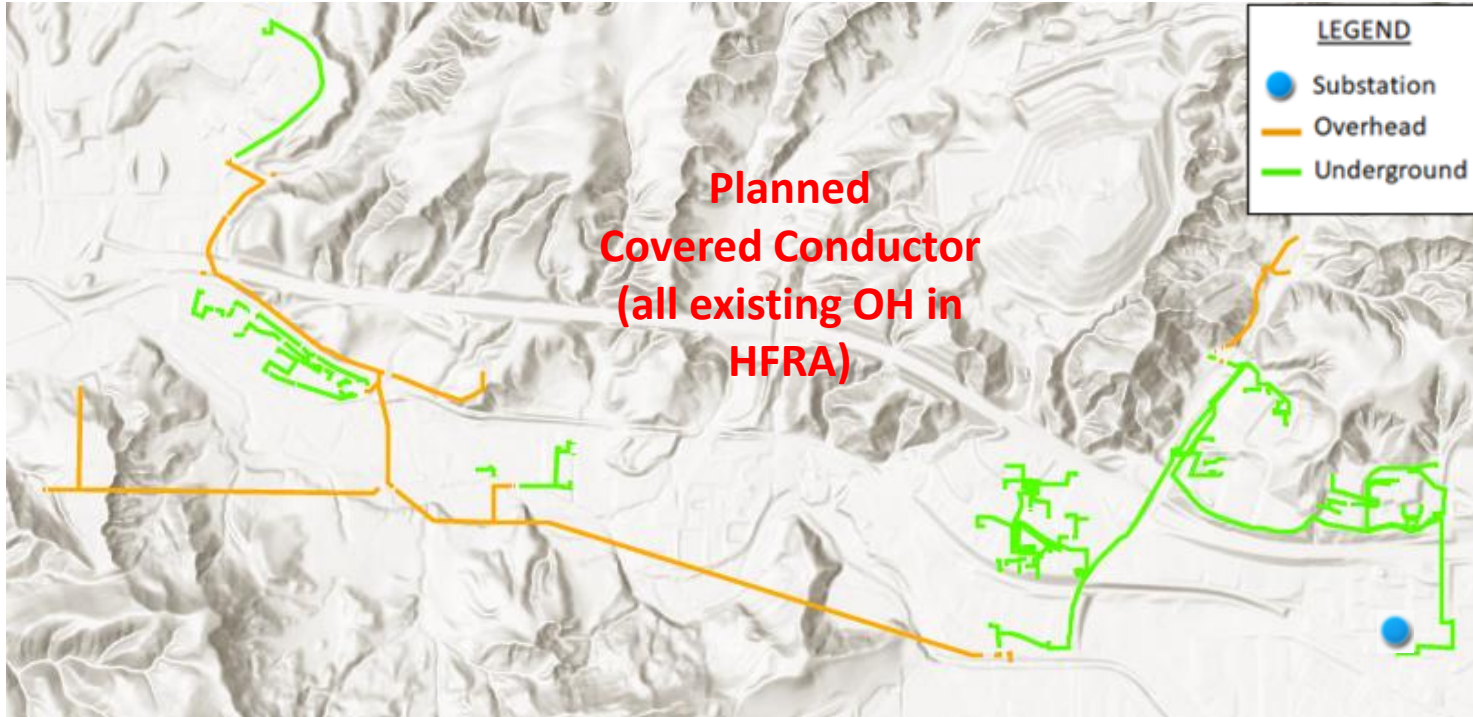 LEGEND
Substation
Overhead
Underground
Planned
Covered Conductor
(all existing OH in
HFRA)